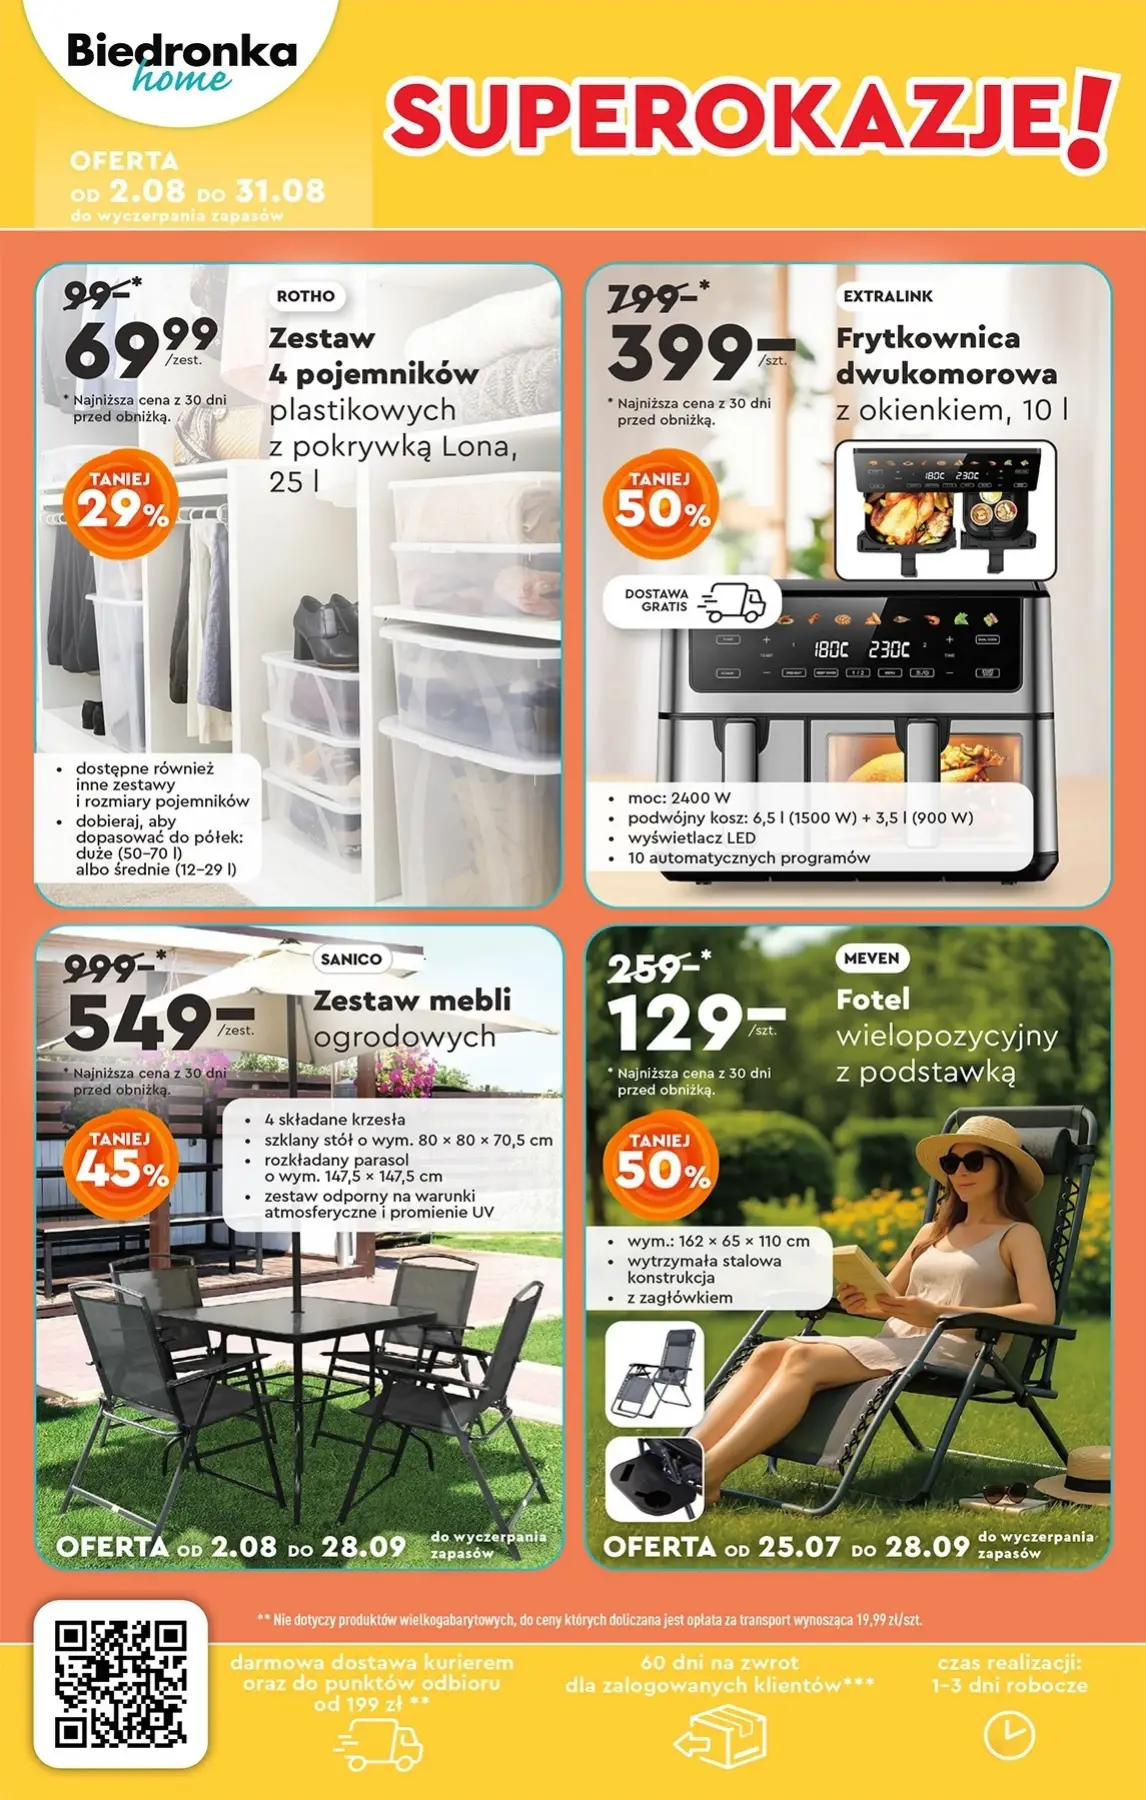 Biedronka
home
SUPEROKAZJE!
OFERTA
OD 2.08 DO 31.08
do wyczerpania zapasów
99-*
69 99
/zest.
* Najniższa cena z 30 dni
przed obniżką.
TANIEJ
29%
ROTHO
Zestaw
4 pojemników
plastikowych
z pokrywką Lona,
25 l
• dostępne również
inne zestawy
i rozmiary pojemników
• dobieraj, aby
dopasować do półek:
duże (50-70 l)
albo średnie (12-29 l)
799-*
399-
/szt.
* Najniższa cena z 30 dni
przed obniżką.
TANIEJ
50%
EXTRALINK
Frytkownica
dwukomorowa
z okienkiem, 10 l
180C 230C
DOSTAWA
GRATIS
180C 230C
• moc: 2400 W
• podwójny kosz: 6,5 l (1500 W) + 3,5 l (900 W)
• wyświetlacz LED
• 10 automatycznych programów
999-*
549-
/zest.
* Najniższa cena z 30 dni
przed obniżką.
TANIEJ
45%
SANICO
Zestaw mebli
ogrodowych
• 4 składane krzesła
• szklany stół o wym. 80 × 80 × 70,5 cm
• rozkładany parasol
o wym. 147,5 × 147,5 cm
• zestaw odporny na warunki
atmosferyczne i promienie UV
OFERTA OD 2.08 DO 28.09 do wyczerpania
zapasów
259-*
129-
/szt.
* Najniższa cena z 30 dni
przed obniżką.
TANIEJ
50%
MEVEN
Fotel
wielopozycyjny
z podstawką
• wym.: 162 × 65 × 110 cm
• wytrzymała stalowa
konstrukcja
• z zagłówkiem
OFERTA OD 25.07 DO 28.09 do wyczerpania
zapasów
** Nie dotyczy produktów wielkogabarytowych, do ceny których doliczana jest opłata za transport wynosząca 19,99 zł/szt.
darmowa dostawa kurierem
oraz do punktów odbioru
od 199 zł **
60 dni na zwrot
dla zalogowanych klientów***
czas realizacji:
1-3 dni robocze